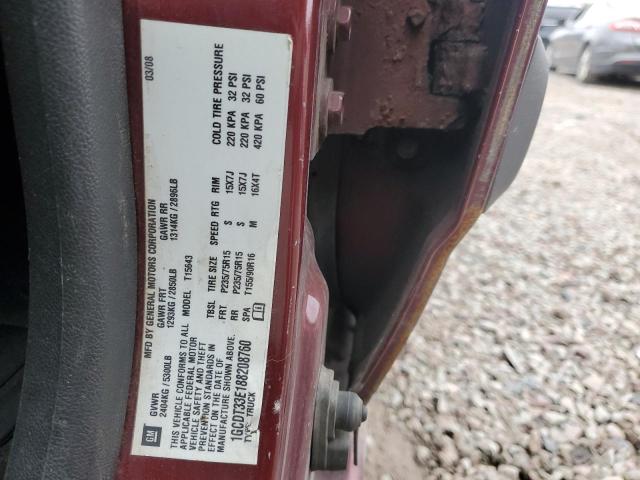 GM MFD BY GENERAL MOTORS CORPORATION 03/08
GVWR GAWR FRT GAWR RR
2404KG / 5300LB 1293KG / 2850LB 1314KG / 2896LB
THIS VEHICLE CONFORMS TO ALL MODEL T15643
APPLICABLE FEDERAL MOTOR
VEHICLE SAFETY AND THEFT
PREVENTION STANDARDS IN
EFFECT ON THE DATE OF
MANUFACTURE SHOWN ABOVE.
1GCDT33E188208760
TYPE: TRUCK
TBSL TIRE SIZE SPEED RTG RIM COLD TIRE PRESSURE
FRT P235/75R15 S 15X7J 220 KPA 32 PSI
RR P235/75R15 S 15X7J 220 KPA 32 PSI
SPA T155/90R16 M 16X4T 420 KPA 60 PSI